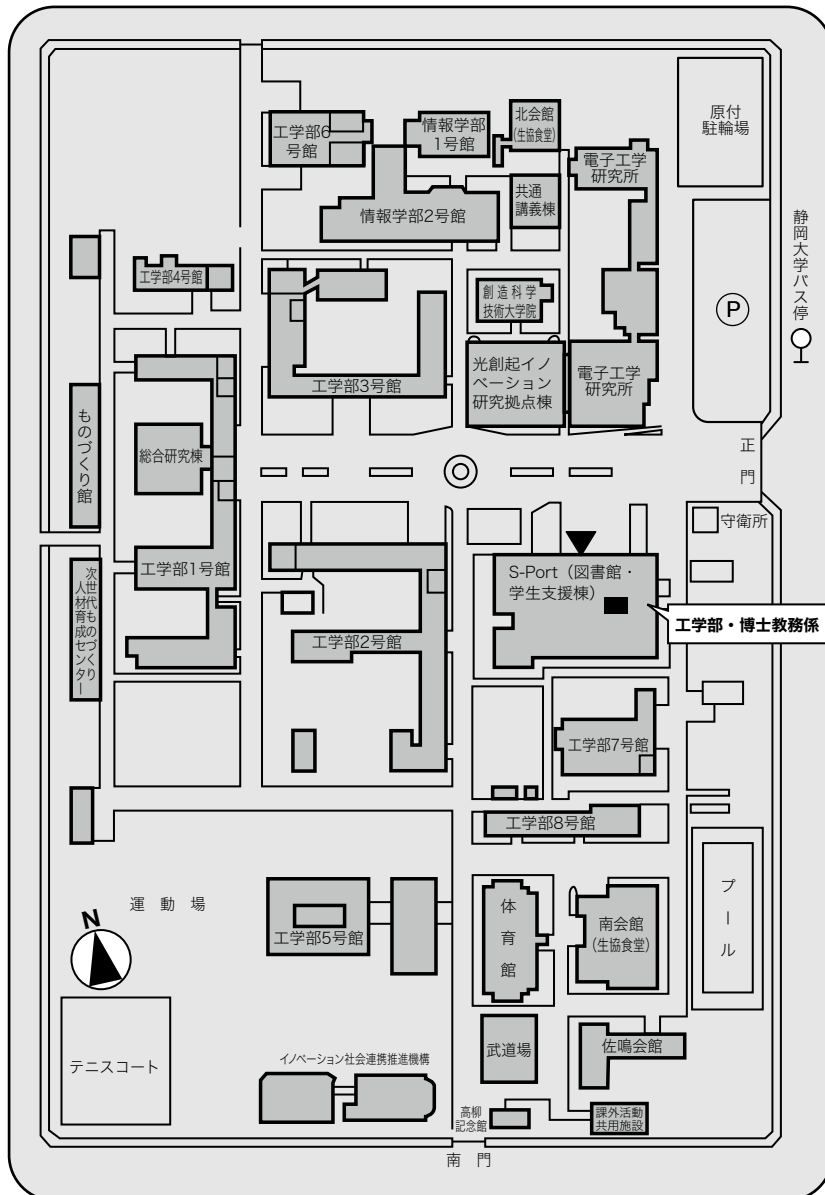 原付
駐輪場
北会館
(生協食堂)
情報学部
1号館
工学部6
号館
電子工学
研究所
共通
講義棟
情報学部2号館
静岡大学バス停
工学部4号館
創造科学
技術大学院
P
光創起イノ
ベーション
研究拠点棟
電子工学
研究所
工学部3号館
ものづくり館
総合研究棟
正門
守衛所
工学部1号館
次世代ものづくり
人材育成センター
S-Port(図書館・
学生支援棟)
工学部・博士教務係
工学部2号館
工学部7号館
工学部8号館
プール
運動場
N
工学部5号館
体育館
南会館
(生協食堂)
テニスコート
イノベーション社会連携推進機構
武道場
佐鳴会館
高柳
記念館
課外活動
共用施設
南門